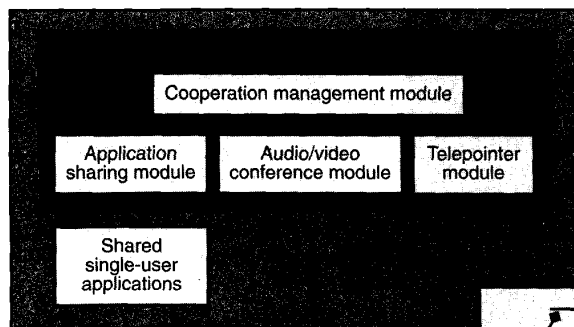 Cooperation management module
Application
sharing module
Audio/video
conference module
Telepointer
module
Shared
single-user
applications